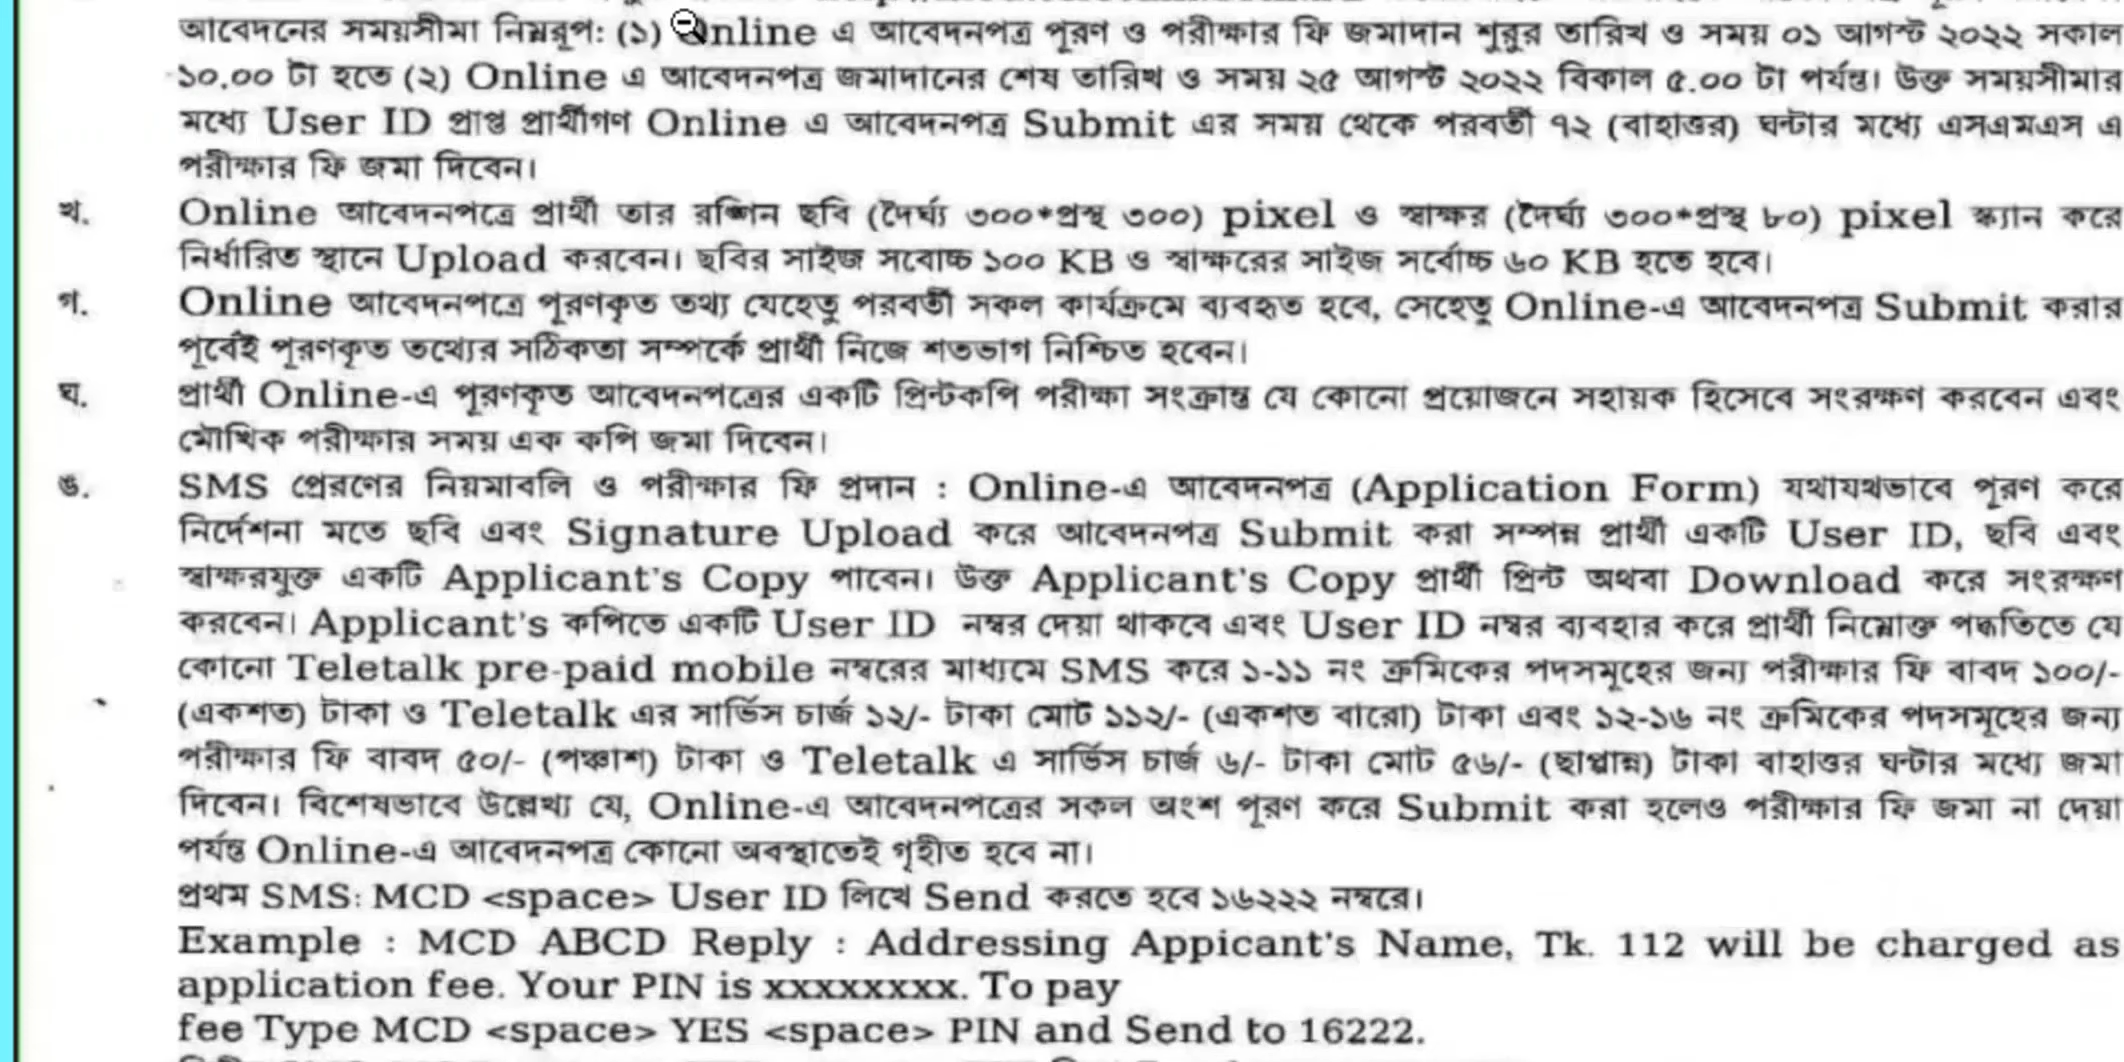 আবেদনের সময়সীমা নিম্নরূপ: (১) Online এ আবেদনপত্র পূরণ ও পরীক্ষার ফি জমাদান শুরুর তারিখ ও সময় ০১ আগস্ট ২০২২ সকাল
১০.০০ টা হতে (২) Online এ আবেদনপত্র জমাদানের শেষ তারিখ ও সময় ২৫ আগস্ট ২০২২ বিকাল ৫.০০ টা পর্যন্ত। উক্ত সময়সীমার
মধ্যে User ID প্রাপ্ত প্রার্থীগণ Online এ আবেদনপত্র Submit এর সময় থেকে পরবর্তী ৭২ (বাহাত্তর) ঘন্টার মধ্যে এসএমএস এ
পরীক্ষার ফি জমা দিবেন।
খ. Online আবেদনপত্রে প্রার্থী তার রঙ্গিন ছবি (দৈর্ঘ্য ৩০০*প্রস্থ ৩০০) pixel ও স্বাক্ষর (দৈর্ঘ্য ৩০০*প্রস্থ ৮০) pixel স্ক্যান করে
নির্ধারিত স্থানে Upload করবেন। ছবির সাইজ সবোচ্চ ১০০ KB ও স্বাক্ষরের সাইজ সর্বোচ্চ ৬০ KB হতে হবে।
গ. Online আবেদনপত্রে পূরণকৃত তথ্য যেহেতু পরবর্তী সকল কার্যক্রমে ব্যবহৃত হবে, সেহেতু Online-এ আবেদনপত্র Submit করার
পূর্বেই পূরণকৃত তথ্যের সঠিকতা সম্পর্কে প্রার্থী নিজে শতভাগ নিশ্চিত হবেন।
ঘ. প্রার্থী Online-এ পূরণকৃত আবেদনপত্রের একটি প্রিন্টকপি পরীক্ষা সংক্রান্ত যে কোনো প্রয়োজনে সহায়ক হিসেবে সংরক্ষণ করবেন এবং
মৌখিক পরীক্ষার সময় এক কপি জমা দিবেন।
ঙ. SMS প্রেরণের নিয়মাবলি ও পরীক্ষার ফি প্রদান : Online-এ আবেদনপত্র (Application Form) যথাযথভাবে পূরণ করে
নির্দেশনা মতে ছবি এবং Signature Upload করে আবেদনপত্র Submit করা সম্পন্ন প্রার্থী একটি User ID, ছবি এবং
স্বাক্ষরযুক্ত একটি Applicant's Copy পাবেন। উক্ত Applicant's Copy প্রার্থী প্রিন্ট অথবা Download করে সংরক্ষণ
করবেন। Applicant's কপিতে একটি User ID নম্বর দেয়া থাকবে এবং User ID নম্বর ব্যবহার করে প্রার্থী নিম্নোক্ত পদ্ধতিতে যে
কোনো Teletalk pre-paid mobile নম্বরের মাধ্যমে SMS করে ১-১১ নং ক্রমিকের পদসমূহের জন্য পরীক্ষার ফি বাবদ ১০০/-
(একশত) টাকা ও Teletalk এর সার্ভিস চার্জ ১২/- টাকা মোট ১১২/- (একশত বারো) টাকা এবং ১২-১৬ নং ক্রমিকের পদসমূহের জন্য
পরীক্ষার ফি বাবদ ৫০/- (পঞ্চাশ) টাকা ও Teletalk এ সার্ভিস চার্জ ৬/- টাকা মোট ৫৬/- (ছাপ্পান্ন) টাকা বাহাত্তর ঘন্টার মধ্যে জমা
দিবেন। বিশেষভাবে উল্লেখ্য যে, Online-এ আবেদনপত্রের সকল অংশ পূরণ করে Submit করা হলেও পরীক্ষার ফি জমা না দেয়া
পর্যন্ত Online-এ আবেদনপত্র কোনো অবস্থাতেই গৃহীত হবে না।
প্রথম SMS: MCD <space> User ID লিখে Send করতে হবে ১৬২২২ নম্বরে।
Example : MCD ABCD Reply : Addressing Appicant's Name, Tk. 112 will be charged as
application fee. Your PIN is xxxxxxxx. To pay
fee Type MCD <space> YES <space> PIN and Send to 16222.